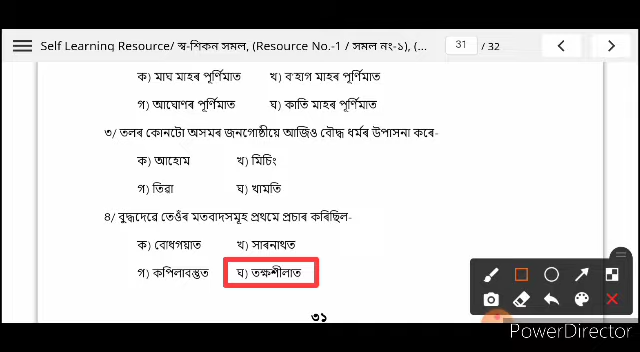 Self Learning Resource/ স্ব-শিকন সমল, (Resource No.-1 / সমল নং-১), (... 31 / 32
ক) মাঘ মাহৰ পূৰ্ণিমাত খ) ব'হাগ মাহৰ পূৰ্ণিমাত
গ) আঘোণৰ পূৰ্ণিমাত ঘ) কাতি মাহৰ পূৰ্ণিমাত
৩/ তলৰ কোনটো অসমৰ জনগোষ্ঠীয়ে আজিও বৌদ্ধ ধৰ্মৰ উপাসনা কৰে-
ক) আহোম খ) মিচিং
গ) তিৱা ঘ) খামতি
৪/ বুদ্ধদেৱে তেওঁৰ মতবাদসমূহ প্ৰথমে প্ৰচাৰ কৰিছিল-
ক) বোধগয়াত খ) সাৰনাথত
গ) কপিলাবস্তুত ঘ) তক্ষশীলাত
৩১
PowerDirector